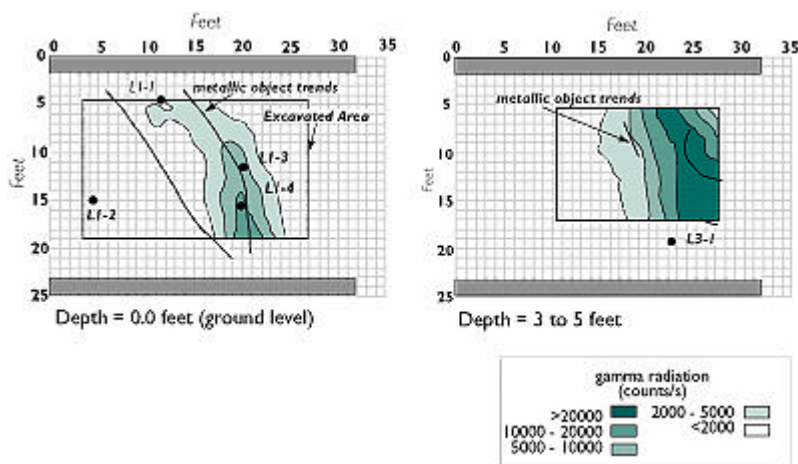 Feet
0 5 10 15 20 25 30 35
0
5
10
15
20
25
Feet
L1-1
metallic object trends
Excavated Area
L1-3
L1-4
L1-2
Depth = 0.0 feet (ground level)
Feet
0 5 10 15 20 25 30 35
0
5
10
15
20
25
Feet
metallic object trends
L3-1
Depth = 3 to 5 feet
gamma radiation
(counts/s)
>20000 2000 - 5000
10000 - 20000 <2000
5000 - 10000